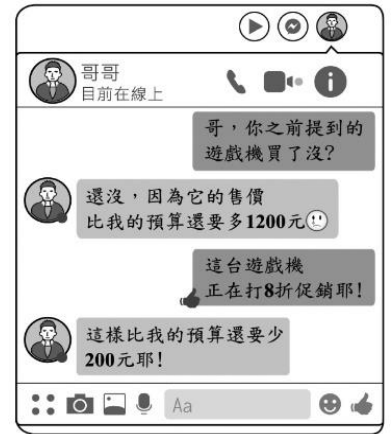 哥哥
目前在線上
哥，你之前提到的
遊戲機買了沒?
還沒，因為它的售價
比我的預算還要多1200元
這台遊戲機
正在打8折促銷耶!
這樣比我的預算還要少
200元耶!
Aa